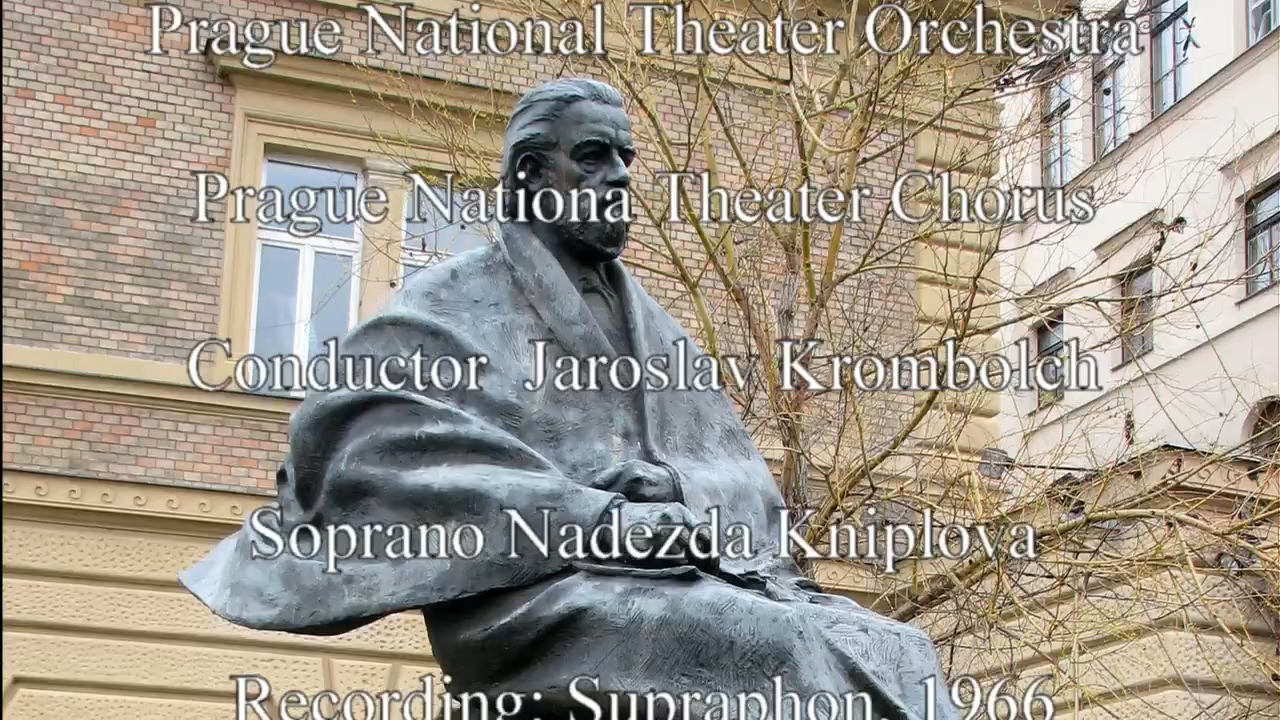 Prague National Theater Orchestra
Prague Nationa Theater Chorus
Conductor Jaroslav Krombolch
Soprano Nadezda Kniplova
Recording: Supraphon, 1966